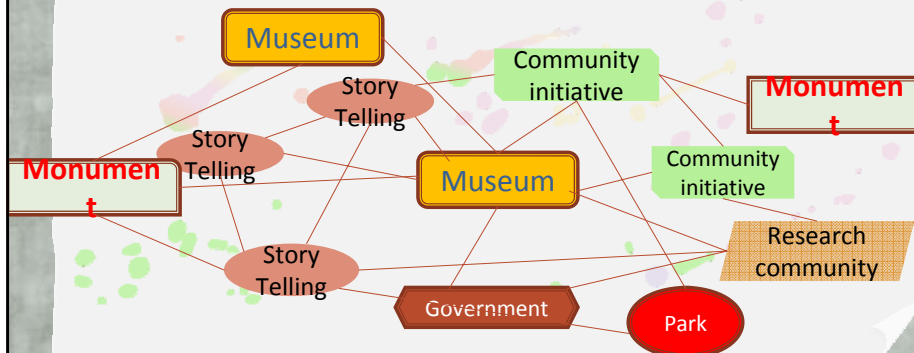 Museum
Community
initiative
Story
Telling
Monumen
t
Story
Telling
Monumen
t
Museum
Community
initiative
Story
Telling
Research
community
Government
Park